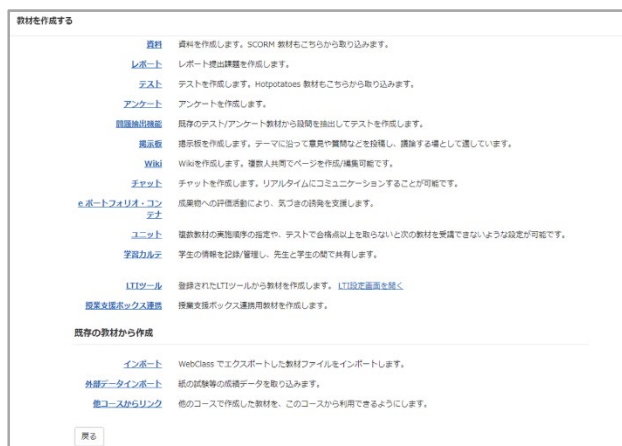 教材を作成する
資料 資料を作成します。SCORM 教材もこちらから取り込みます。
レポート レポート提出課題を作成します。
テスト テストを作成します。Hotpotatoes 教材もこちらから取り込みます。
アンケート アンケートを作成します。
問題抽出機能 既存のテスト/アンケート教材から設問を抽出してテストを作成します。
掲示板 掲示板を作成します。テーマに沿って意見や質問などを投稿し、議論する場として適しています。
Wiki Wikiを作成します。複数人共同でページを作成/編集可能です。
チャット チャットを作成します。リアルタイムにコミュニケーションすることが可能です。
e ポートフォリオ・コン 成果物への評価活動により、気づきの誘発を支援します。
テナ
ユニット 複数教材の実施順序の指定や、テストで合格点以上を取らないと次の教材を受講できないような設定が可能です。
学習カルテ 学生の情報を記録/管理し、先生と学生の間で共有します。
LTIツール 登録されたLTIツールから教材を作成します。 LTI設定画面を開く
授業支援ボックス連携 授業支援ボックス連携用教材を作成します。
既存の教材から作成
インポート WebClass でエクスポートした教材ファイルをインポートします。
外部データインポート 紙の試験等の成績データを取り込みます。
他コースからリンク 他のコースで作成した教材を、このコースから利用できるようにします。
戻る